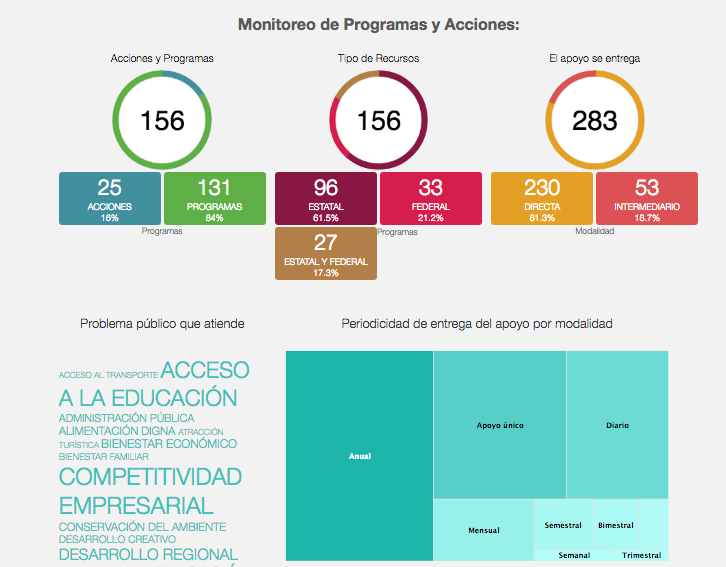 Monitoreo de Programas y Acciones:
Acciones y Programas
156
25
ACCIONES
16%
131
PROGRAMAS
84%
Programas
Tipo de Recursos
156
96
ESTATAL
61.5%
33
FEDERAL
21.2%
27
ESTATAL Y FEDERAL
17.3%
Programas
El apoyo se entrega
283
230
DIRECTA
81.3%
53
INTERMEDIARIO
18.7%
Modalidad
Problema público que atiende
ACCESO AL TRANSPORTE ACCESO
A LA EDUCACIÓN
ADMINISTRACIÓN PÚBLICA
ALIMENTACIÓN DIGNA ATRACCIÓN
TURÍSTICA BIENESTAR ECONÓMICO
BIENESTAR FAMILIAR
COMPETITIVIDAD
EMPRESARIAL
CONSERVACIÓN DEL AMBIENTE
DESARROLLO CREATIVO
DESARROLLO REGIONAL
Periodicidad de entrega del apoyo por modalidad
Anual
Apoyo único
Diario
Mensual
Semestral
Bimestral
Semanal
Trimestral